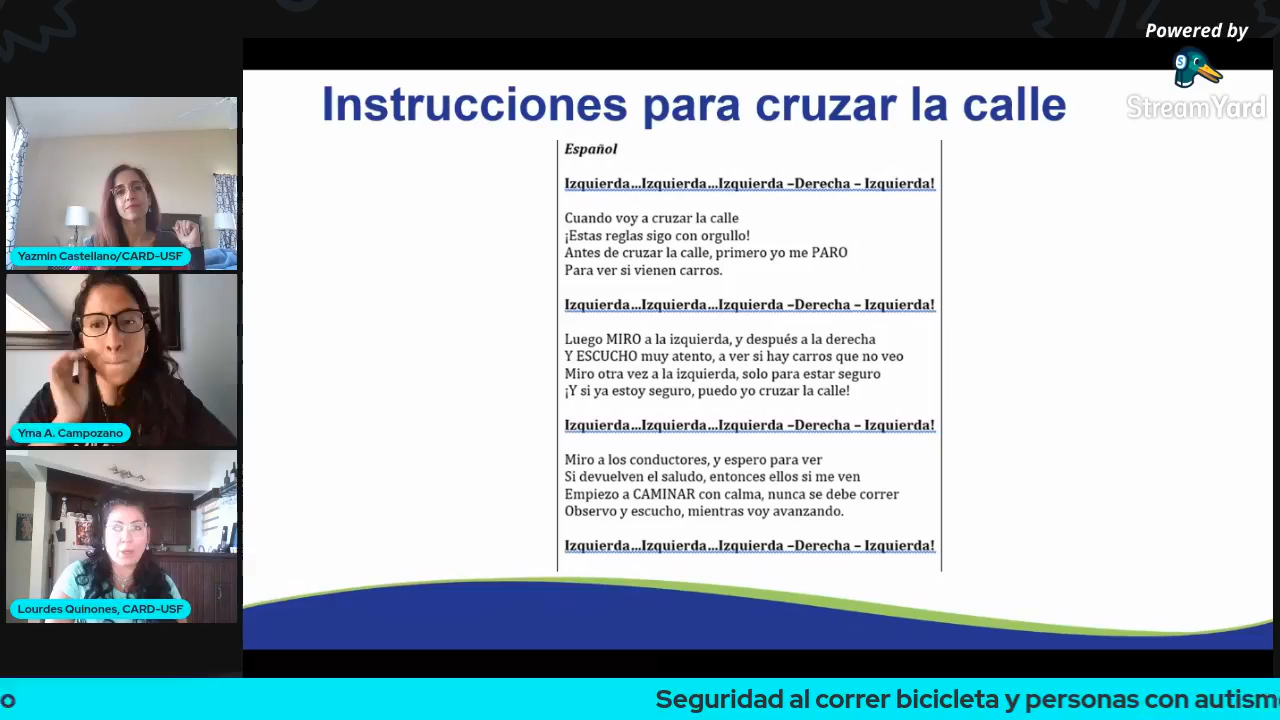 Powered by
StreamYard
Instrucciones para cruzar la calle
Español
Izquierda...Izquierda...Izquierda –Derecha – Izquierda!
Cuando voy a cruzar la calle
¡Estas reglas sigo con orgullo!
Antes de cruzar la calle, primero yo me PARO
Para ver si vienen carros.
Izquierda...Izquierda...Izquierda –Derecha – Izquierda!
Luego MIRO a la izquierda, y después a la derecha
Y ESCUCHO muy atento, a ver si hay carros que no veo
Miro otra vez a la izquierda, solo para estar seguro
¡Y si ya estoy seguro, puedo yo cruzar la calle!
Izquierda...Izquierda...Izquierda –Derecha – Izquierda!
Miro a los conductores, y espero para ver
Si devuelven el saludo, entonces ellos si me ven
Empiezo a CAMINAR con calma, nunca se debe correr
Observo y escucho, mientras voy avanzando.
Izquierda...Izquierda...Izquierda –Derecha – Izquierda!
Yazmin Castellano/CARD-USF
Yma A. Campozano
Lourdes Quinones, CARD-USF
o
Seguridad al correr bicicleta y personas con autism